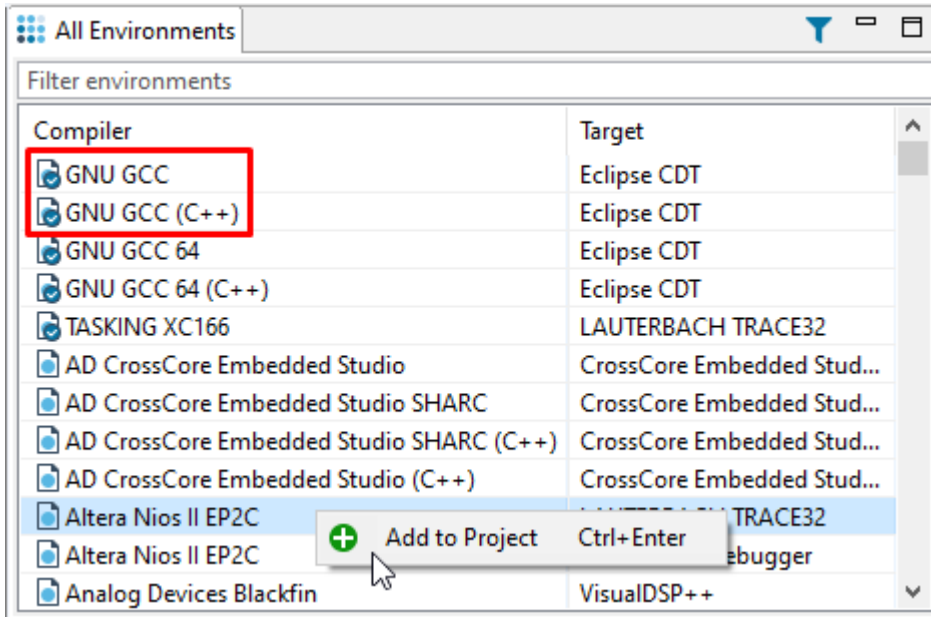 All Environments
Filter environments
Compiler Target
GNU GCC Eclipse CDT
GNU GCC (C++) Eclipse CDT
GNU GCC 64 Eclipse CDT
GNU GCC 64 (C++) Eclipse CDT
TASKING XC166 LAUTERBACH TRACE32
AD CrossCore Embedded Studio CrossCore Embedded Stud...
AD CrossCore Embedded Studio SHARC CrossCore Embedded Stud...
AD CrossCore Embedded Studio SHARC (C++) CrossCore Embedded Stud...
AD CrossCore Embedded Studio (C++) CrossCore Embedded Stud...
Altera Nios II EP2C TRACE32
Add to Project Ctrl+Enter
Altera Nios II EP2C ebugger
Analog Devices Blackfin VisualDSP++